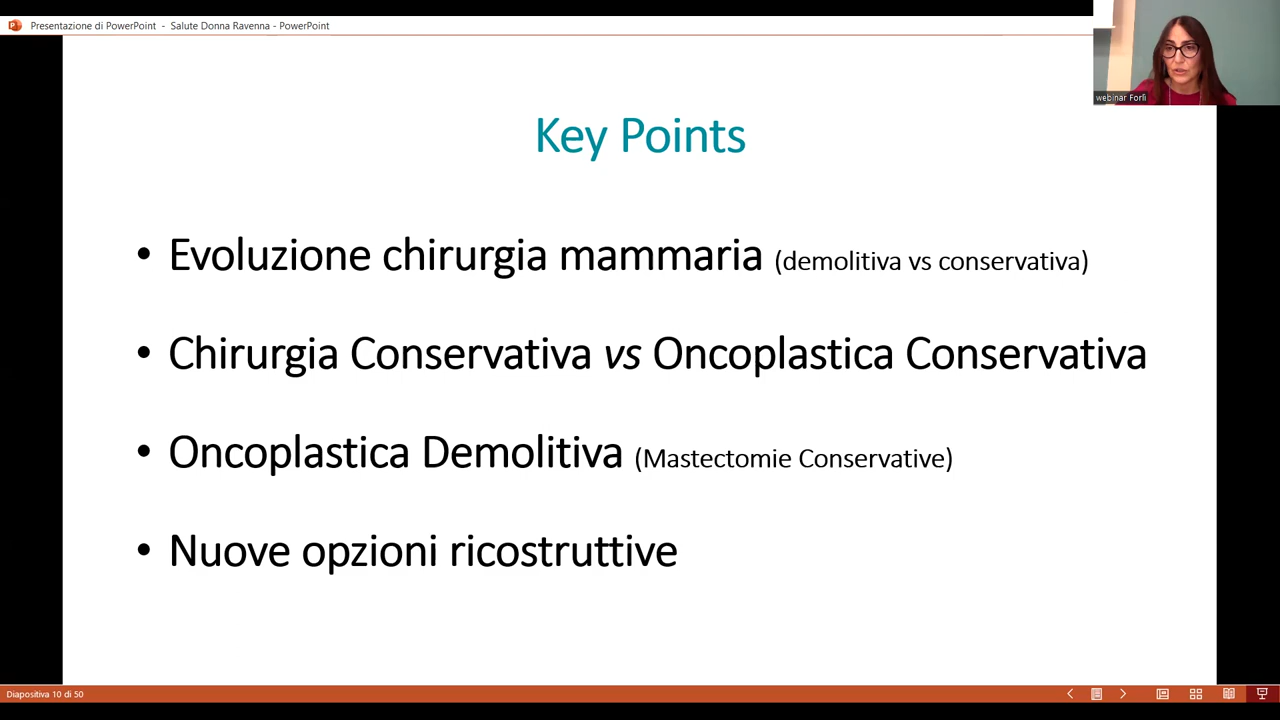 Presentazione di PowerPoint - Salute Donna Ravenna - PowerPoint
webinar Forlì
Key Points
• Evoluzione chirurgia mammaria (demolitiva vs conservativa)
• Chirurgia Conservativa vs Oncoplastica Conservativa
• Oncoplastica Demolitiva (Mastectomie Conservative)
• Nuove opzioni ricostruttive
Diapositiva 10 di 50